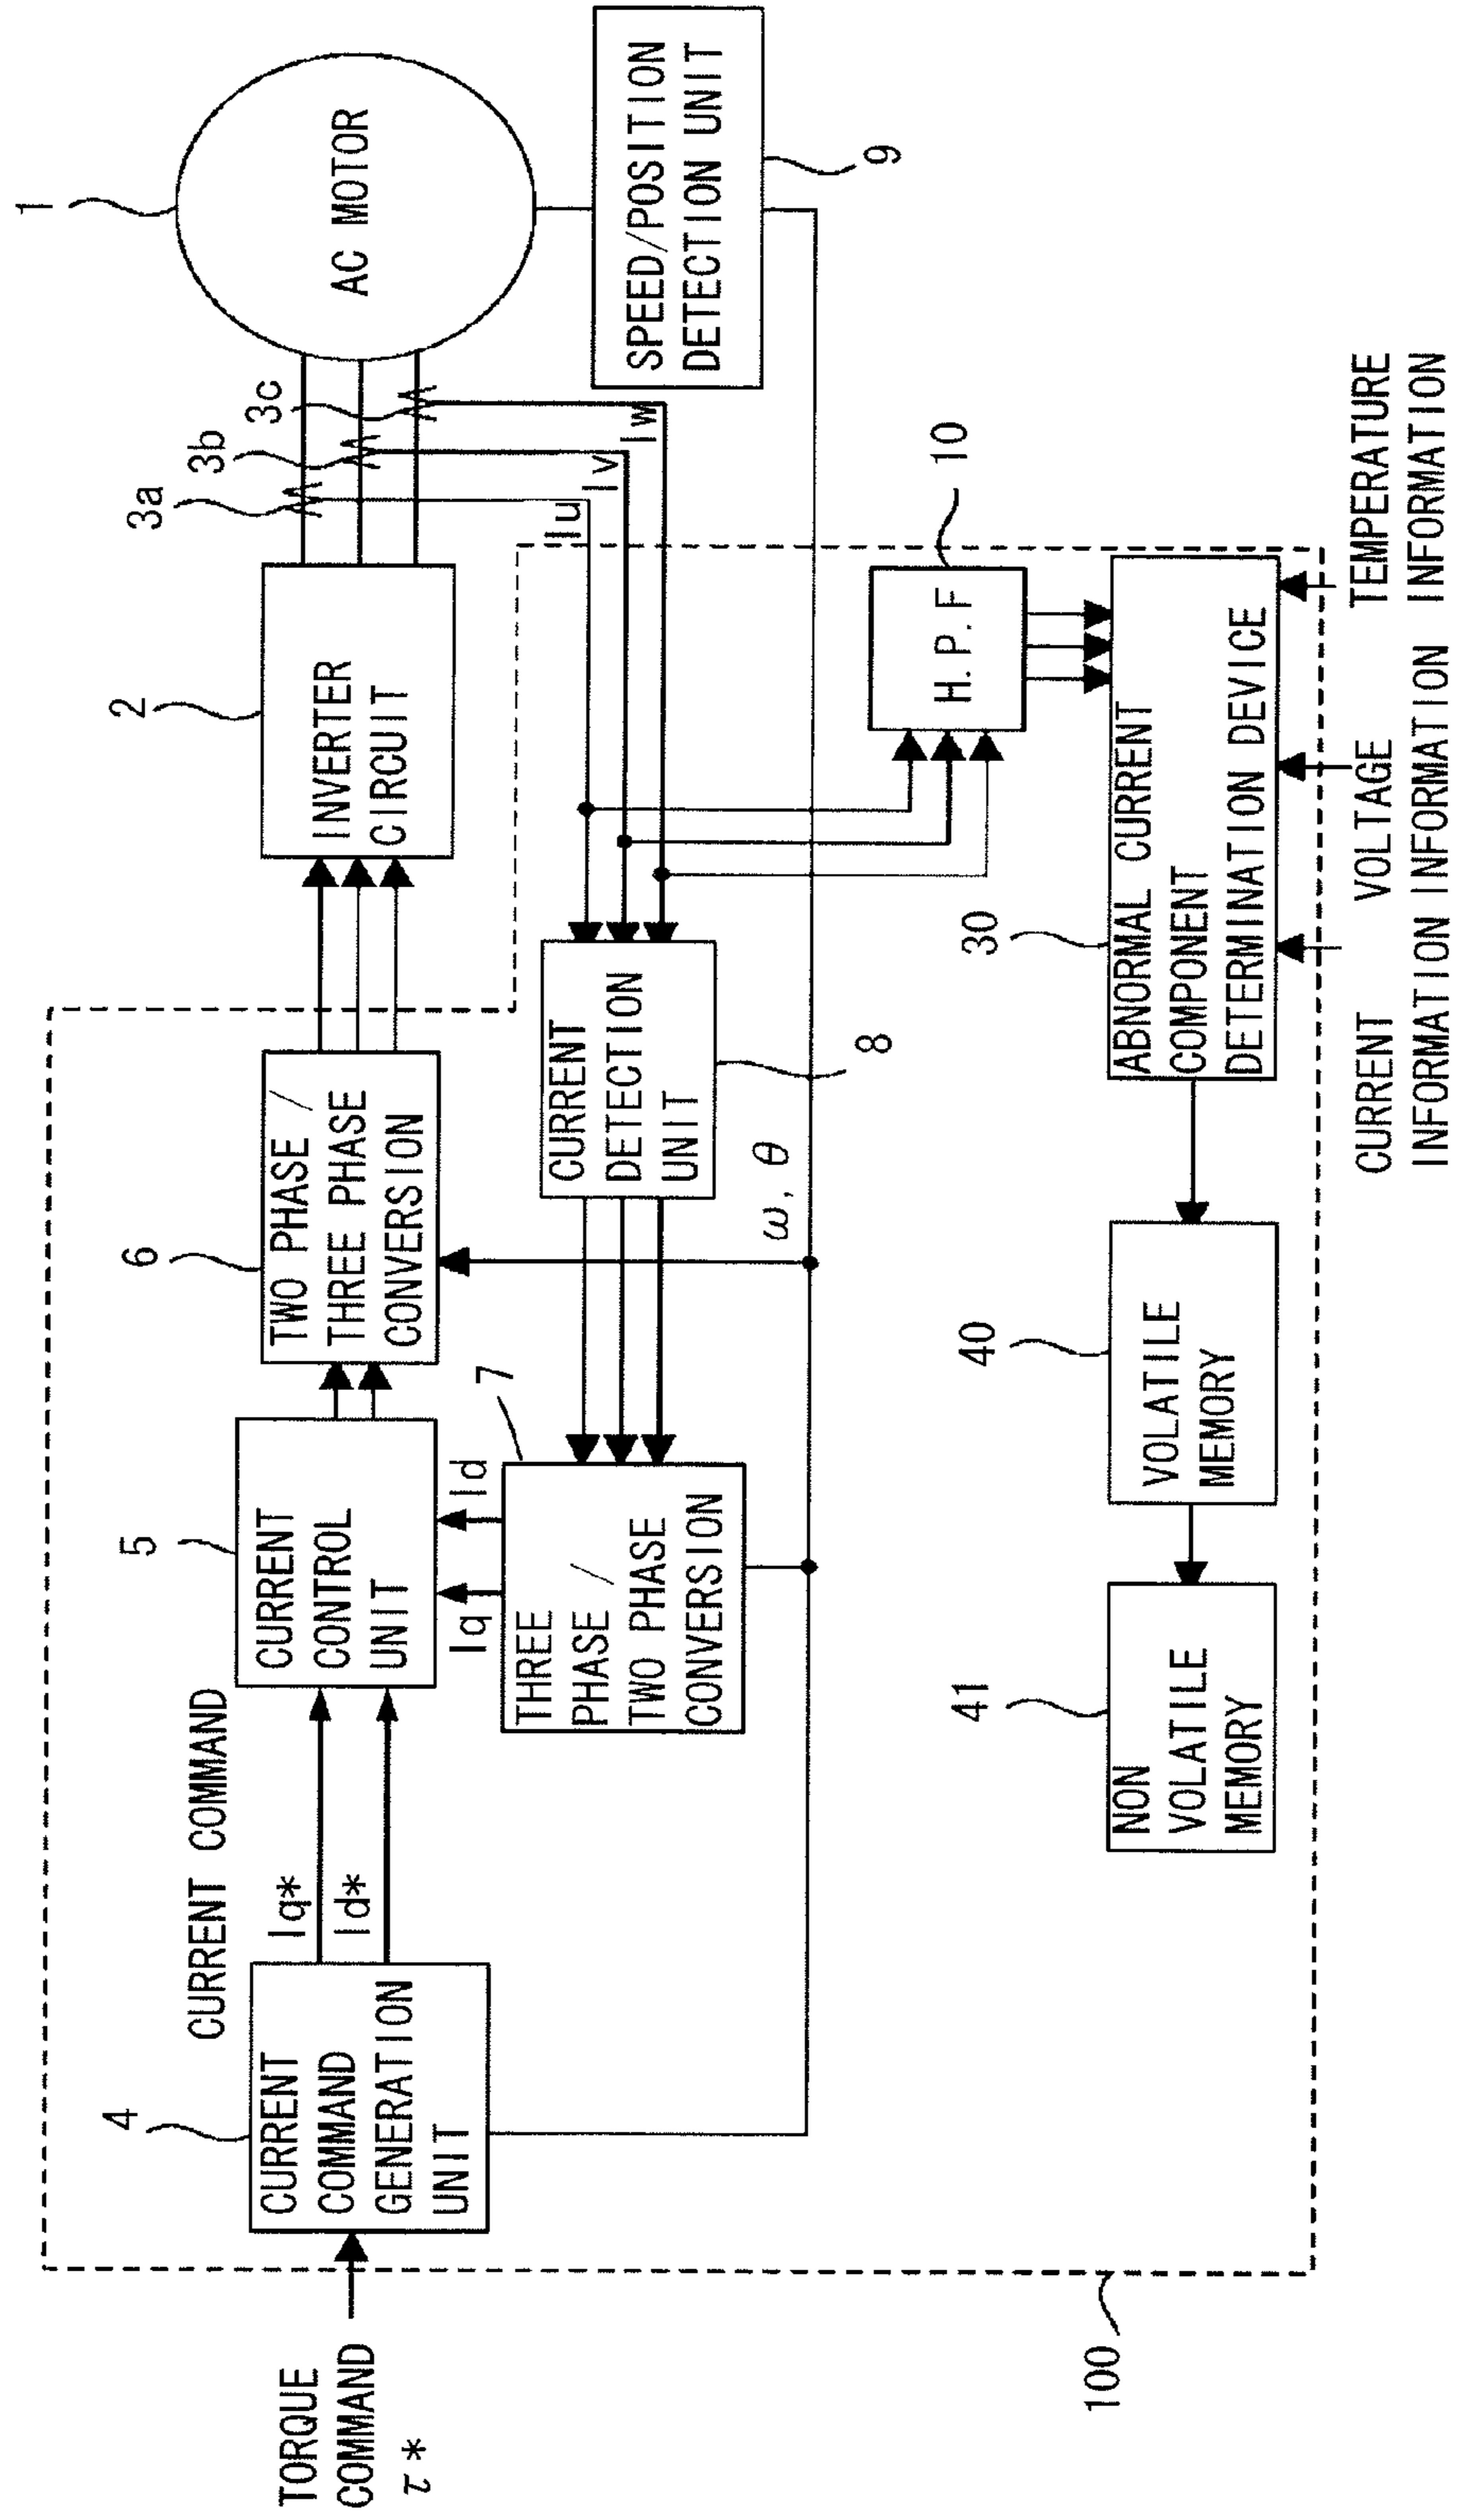 TORQUE
COMMAND
τ*
4
CURRENT
COMMAND
GENERATION
UNIT
CURRENT COMMAND
Iq*
Id*
5
CURRENT
CONTROL
UNIT
Iq
Id
7
THREE
PHASE /
TWO PHASE
CONVERSION
6
TWO PHASE /
THREE PHASE
CONVERSION
ω, θ
CURRENT
DETECTION
UNIT
8
2
INVERTER
CIRCUIT
3a
3b
3c
Iu
Iv
Iw
1
AC MOTOR
SPEED/POSITION
DETECTION UNIT
9
10
H.P.F
30
ABNORMAL CURRENT
COMPONENT
DETERMINATION DEVICE
40
VOLATILE
MEMORY
41
NON
VOLATILE
MEMORY
100
CURRENT
INFORMATION
VOLTAGE
INFORMATION
TEMPERATURE
INFORMATION